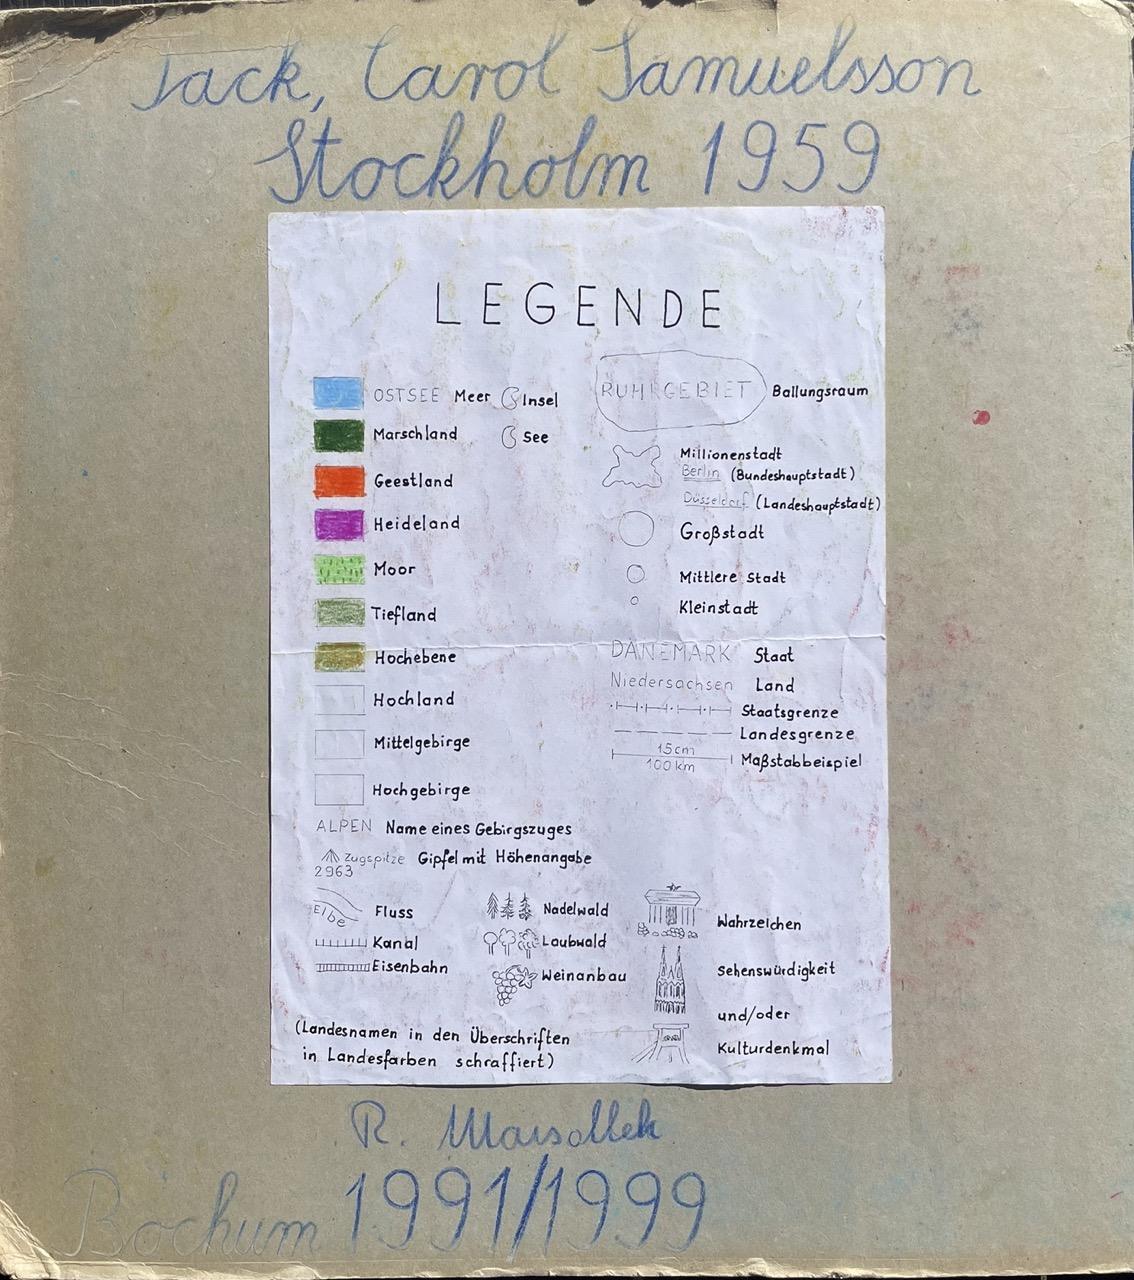 Jack, Carol Samuelsson
Stockholm 1959
LEGENDE
OSTSEE Meer Insel
Marschland See
Geestland
Heideland
Moor
Tiefland
Hochebene
Hochland
Mittelgebirge
Hochgebirge
ALPEN Name eines Gebirgszuges
Zugspitze Gipfel mit Höhenangabe
2963
Elbe Fluss
Kanal
Eisenbahn
Nadelwald
Laubwald
Weinanbau
(Landesnamen in den Überschriften
in Landesfarben schraffiert)
RUHRGEBIET Ballungsraum
Millionenstadt
Berlin (Bundeshauptstadt)
Düsseldorf (Landeshauptstadt)
Großstadt
Mittlere Stadt
Kleinstadt
DÄNEMARK Staat
Niedersachsen Land
Staatsgrenze
Landesgrenze
15cm
100 km Maßstabbeispiel
Wahrzeichen
Sehenswürdigkeit
und/oder
Kulturdenkmal
R.
Bochum 1991/1999